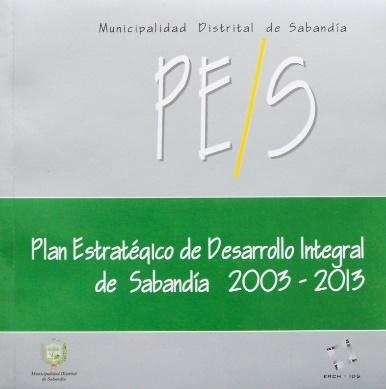 Municipalidad Distrital de Sabandía
PE/S
Plan Estratégico de Desarrollo Integral
de Sabandía 2003 - 2013
Municipalidad Distrital
de Sabandía
ERCH - IDS